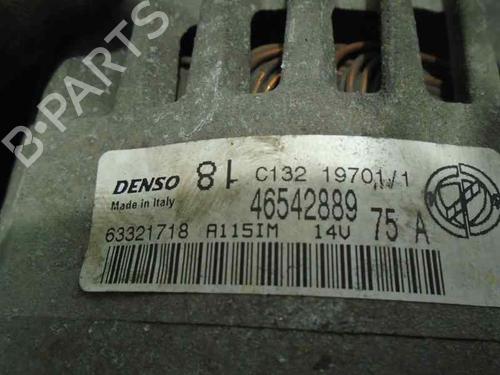 B-PARTS
DENSO 81 C132 19701/1
Made in Italy 46542889 75 A
63321718 A115IM 14V